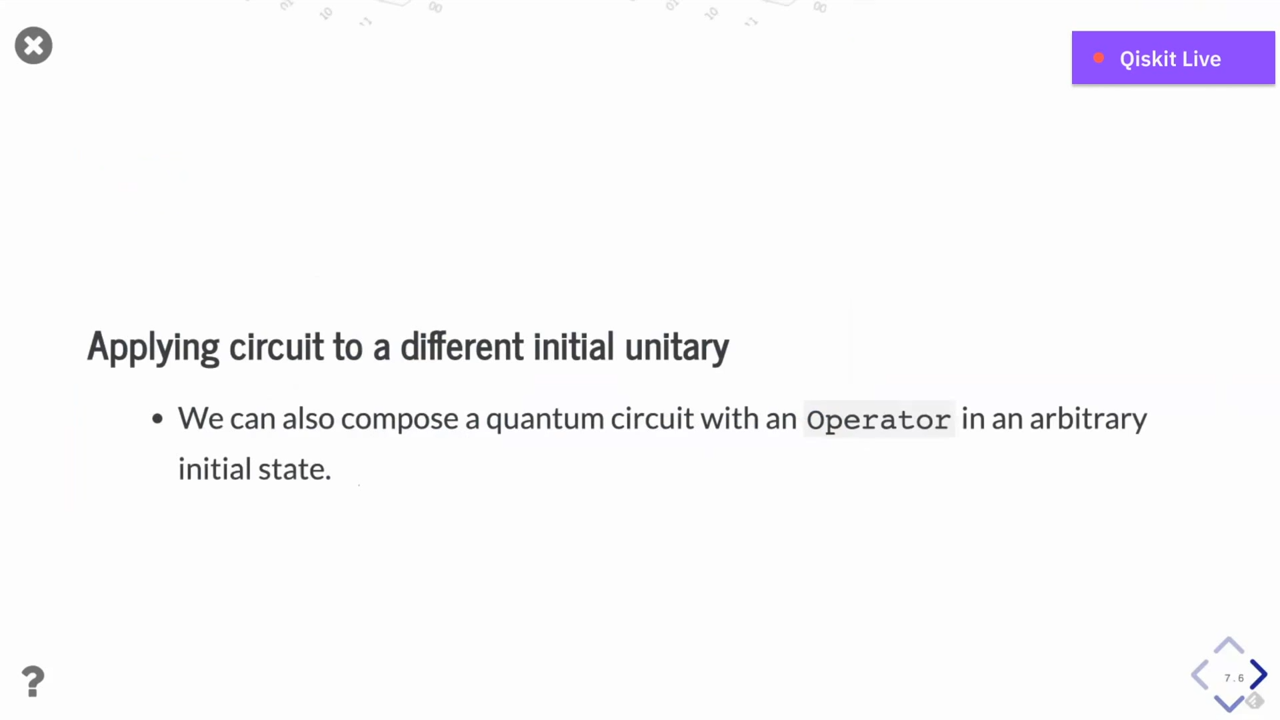 Qiskit Live
Applying circuit to a different initial unitary
• We can also compose a quantum circuit with an Operator in an arbitrary
initial state.
?
7.6